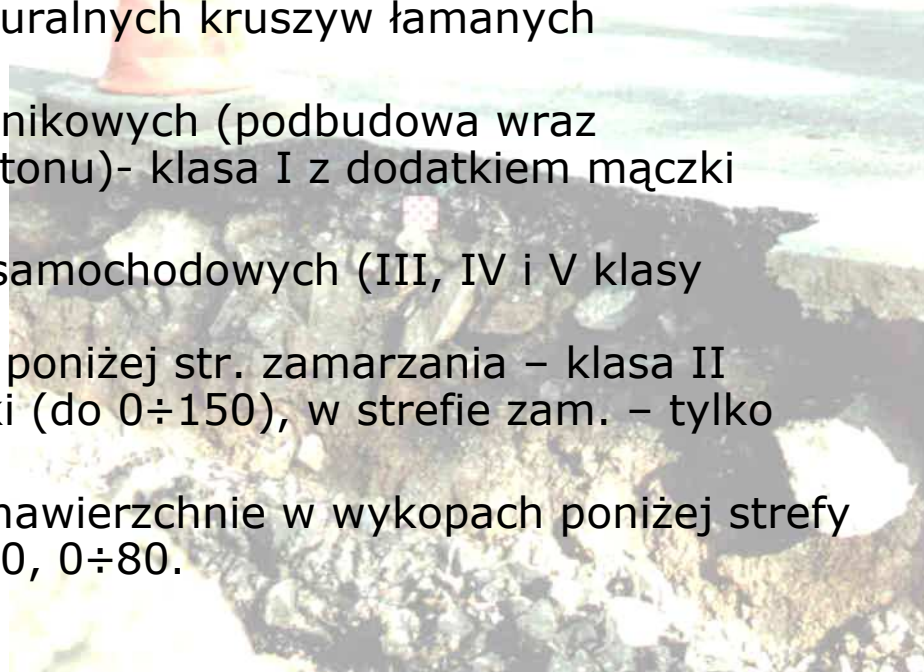 uralnych kruszyw łamanych
nikowych (podbudowa wraz
tonu)- klasa I z dodatkiem mączki
samochodowych (III, IV i V klasy
poniżej str. zamarzania – klasa II
i (do 0÷150), w strefie zam. – tylko
nawierzchnie w wykopach poniżej strefy
0, 0÷80.